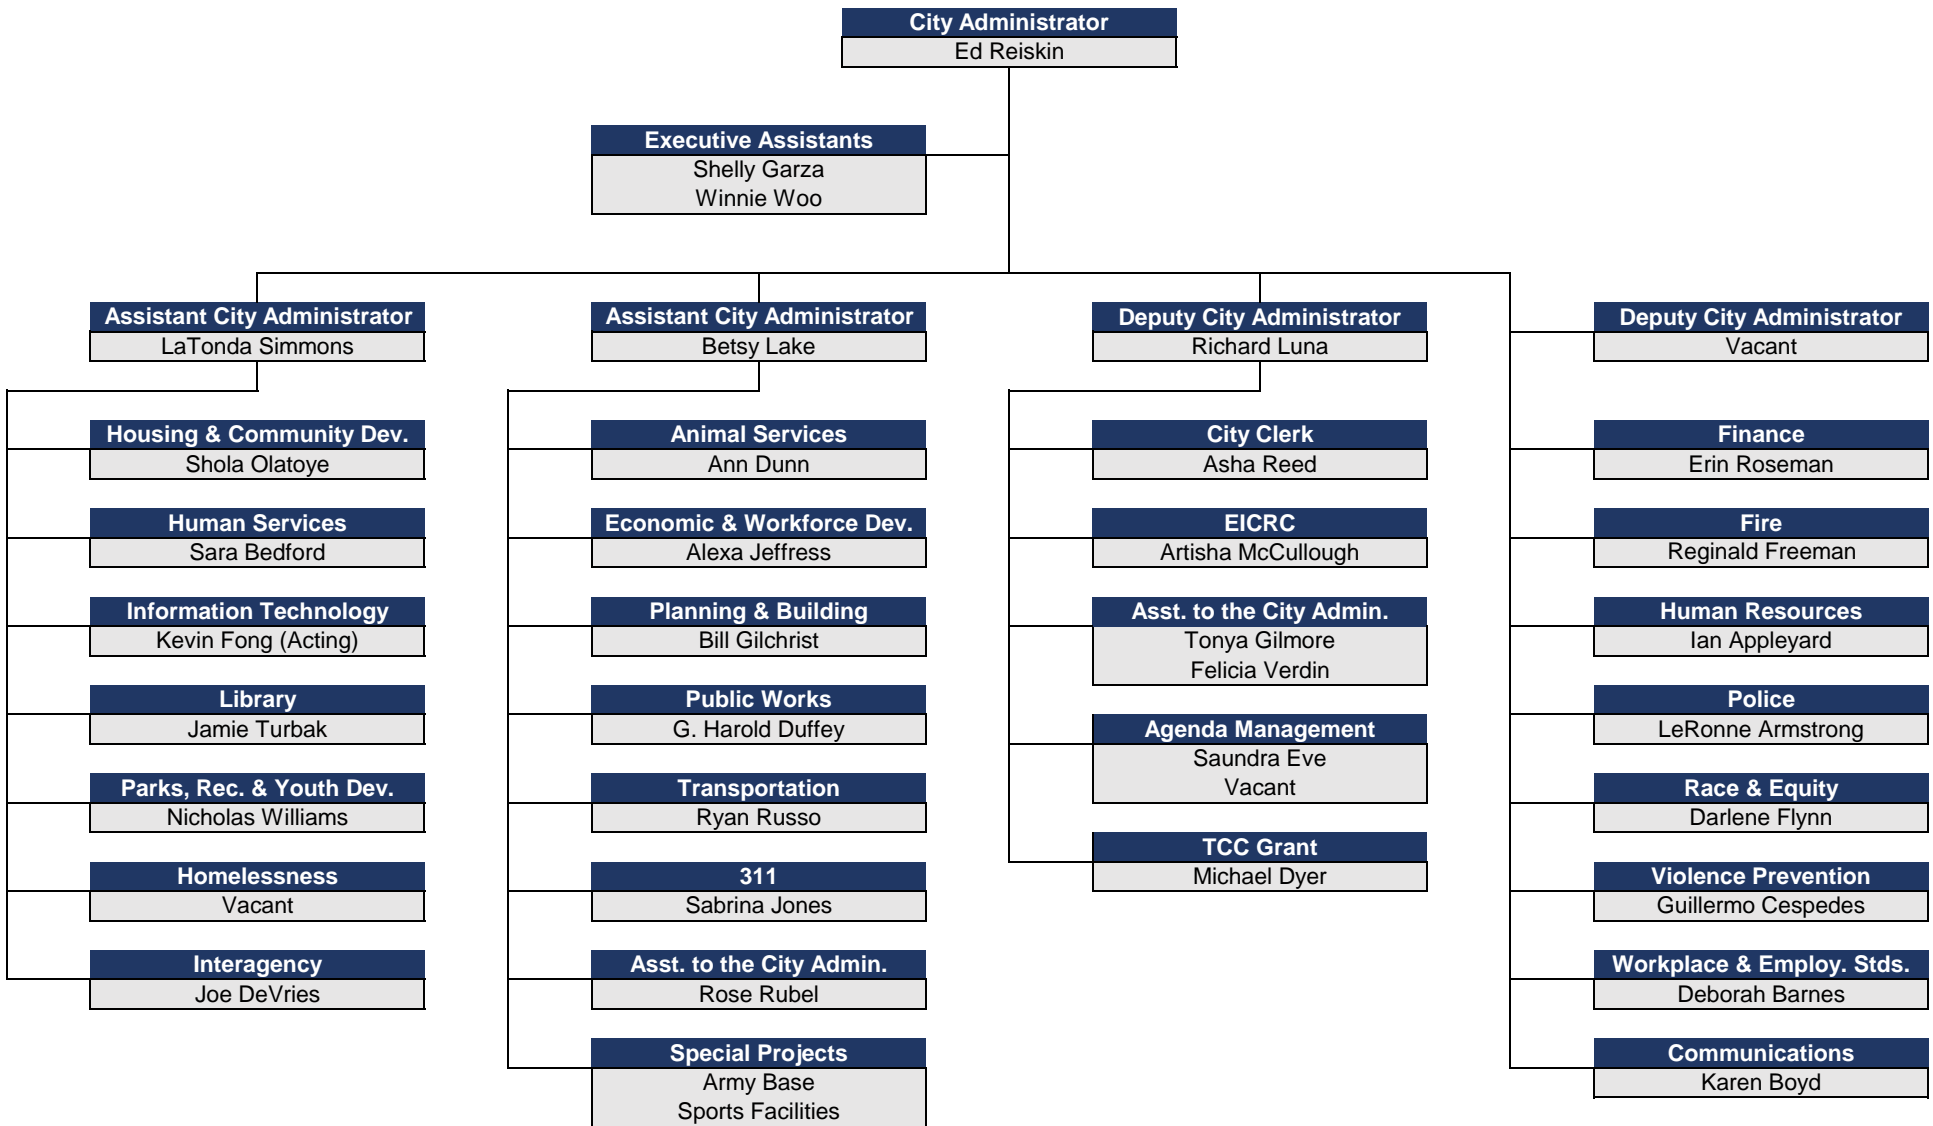 City Administrator
Ed Reiskin
Executive Assistants
Shelly Garza
Winnie Woo
Assistant City Administrator
LaTonda Simmons
Housing & Community Dev.
Shola Olatoye
Human Services
Sara Bedford
Information Technology
Kevin Fong (Acting)
Library
Jamie Turbak
Parks, Rec. & Youth Dev.
Nicholas Williams
Homelessness
Vacant
Interagency
Joe DeVries
Assistant City Administrator
Betsy Lake
Animal Services
Ann Dunn
Economic & Workforce Dev.
Alexa Jeffress
Planning & Building
Bill Gilchrist
Public Works
G. Harold Duffey
Transportation
Ryan Russo
311
Sabrina Jones
Asst. to the City Admin.
Rose Rubel
Special Projects
Army Base
Sports Facilities
Deputy City Administrator
Richard Luna
City Clerk
Asha Reed
EICRC
Artisha McCullough
Asst. to the City Admin.
Tonya Gilmore
Felicia Verdin
Agenda Management
Saundra Eve
Vacant
TCC Grant
Michael Dyer
Deputy City Administrator
Vacant
Finance
Erin Roseman
Fire
Reginald Freeman
Human Resources
Ian Appleyard
Police
LeRonne Armstrong
Race & Equity
Darlene Flynn
Violence Prevention
Guillermo Cespedes
Workplace & Employ. Stds.
Deborah Barnes
Communications
Karen Boyd